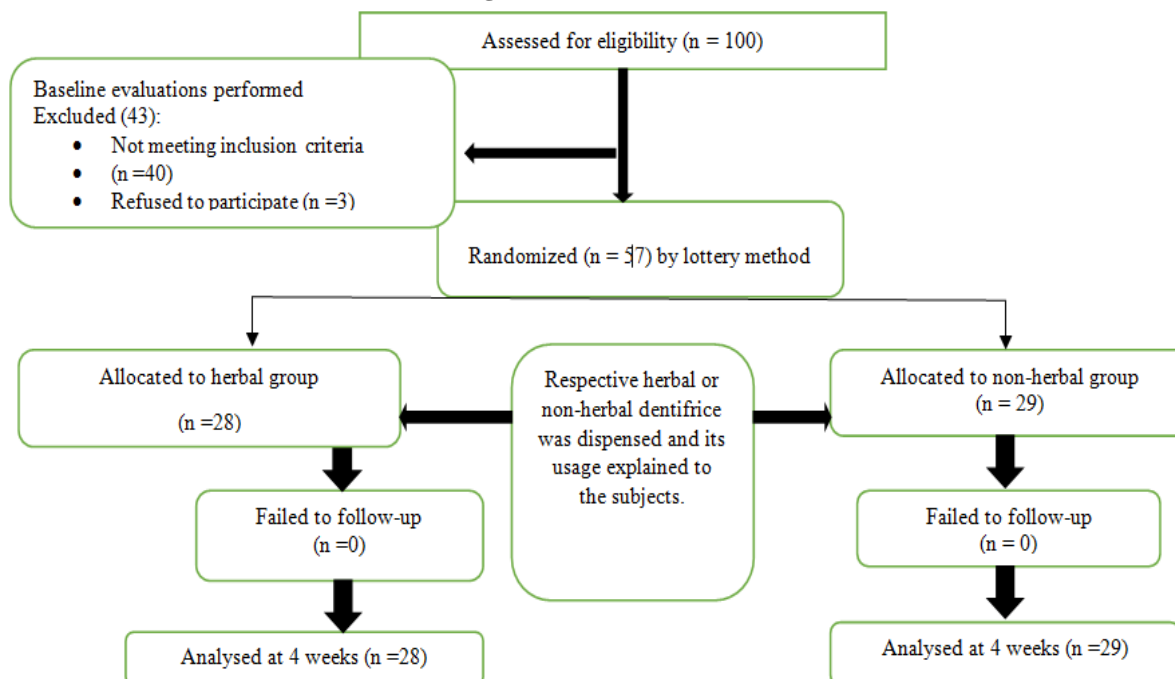 Assessed for eligibility (n = 100)
Baseline evaluations performed
Excluded (43):
• Not meeting inclusion criteria
• (n =40)
• Refused to participate (n =3)
Randomized (n = 57) by lottery method
Allocated to herbal group
(n =28)
Respective herbal or
non-herbal dentifrice
was dispensed and its
usage explained to
the subjects.
Allocated to non-herbal group
(n = 29)
Failed to follow-up
(n =0)
Failed to follow-up
(n = 0)
Analysed at 4 weeks (n =28)
Analysed at 4 weeks (n =29)